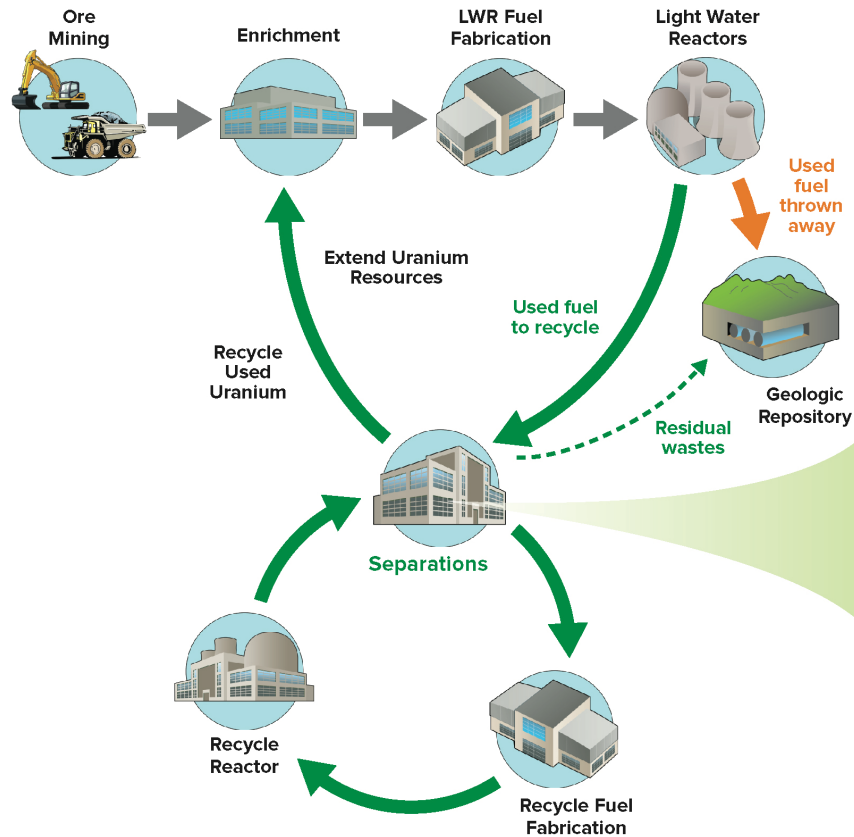 Ore
Mining
Enrichment
LWR Fuel
Fabrication
Light Water
Reactors
Used
fuel
thrown
away
Extend Uranium
Resources
Used fuel
to recycle
Recycle
Used
Uranium
Geologic
Repository
Residual
wastes
Separations
Recycle
Reactor
Recycle Fuel
Fabrication